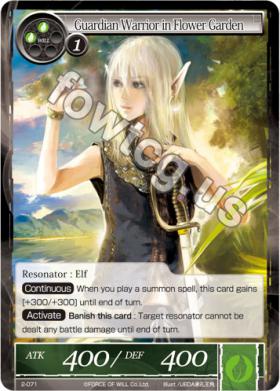 Guardian Warrior in Flower Garden
WILL
1
fowtcg.us
Resonator : Elf
Continuous When you play a summon spell, this card gains
[+300/+300] until end of turn.
Activate Banish this card : Target resonator cannot to
dealt any battle damage until end of turn.
ATK 400/ DEF 400
2-071
©FORCE OF WILL Co.,Ltd.